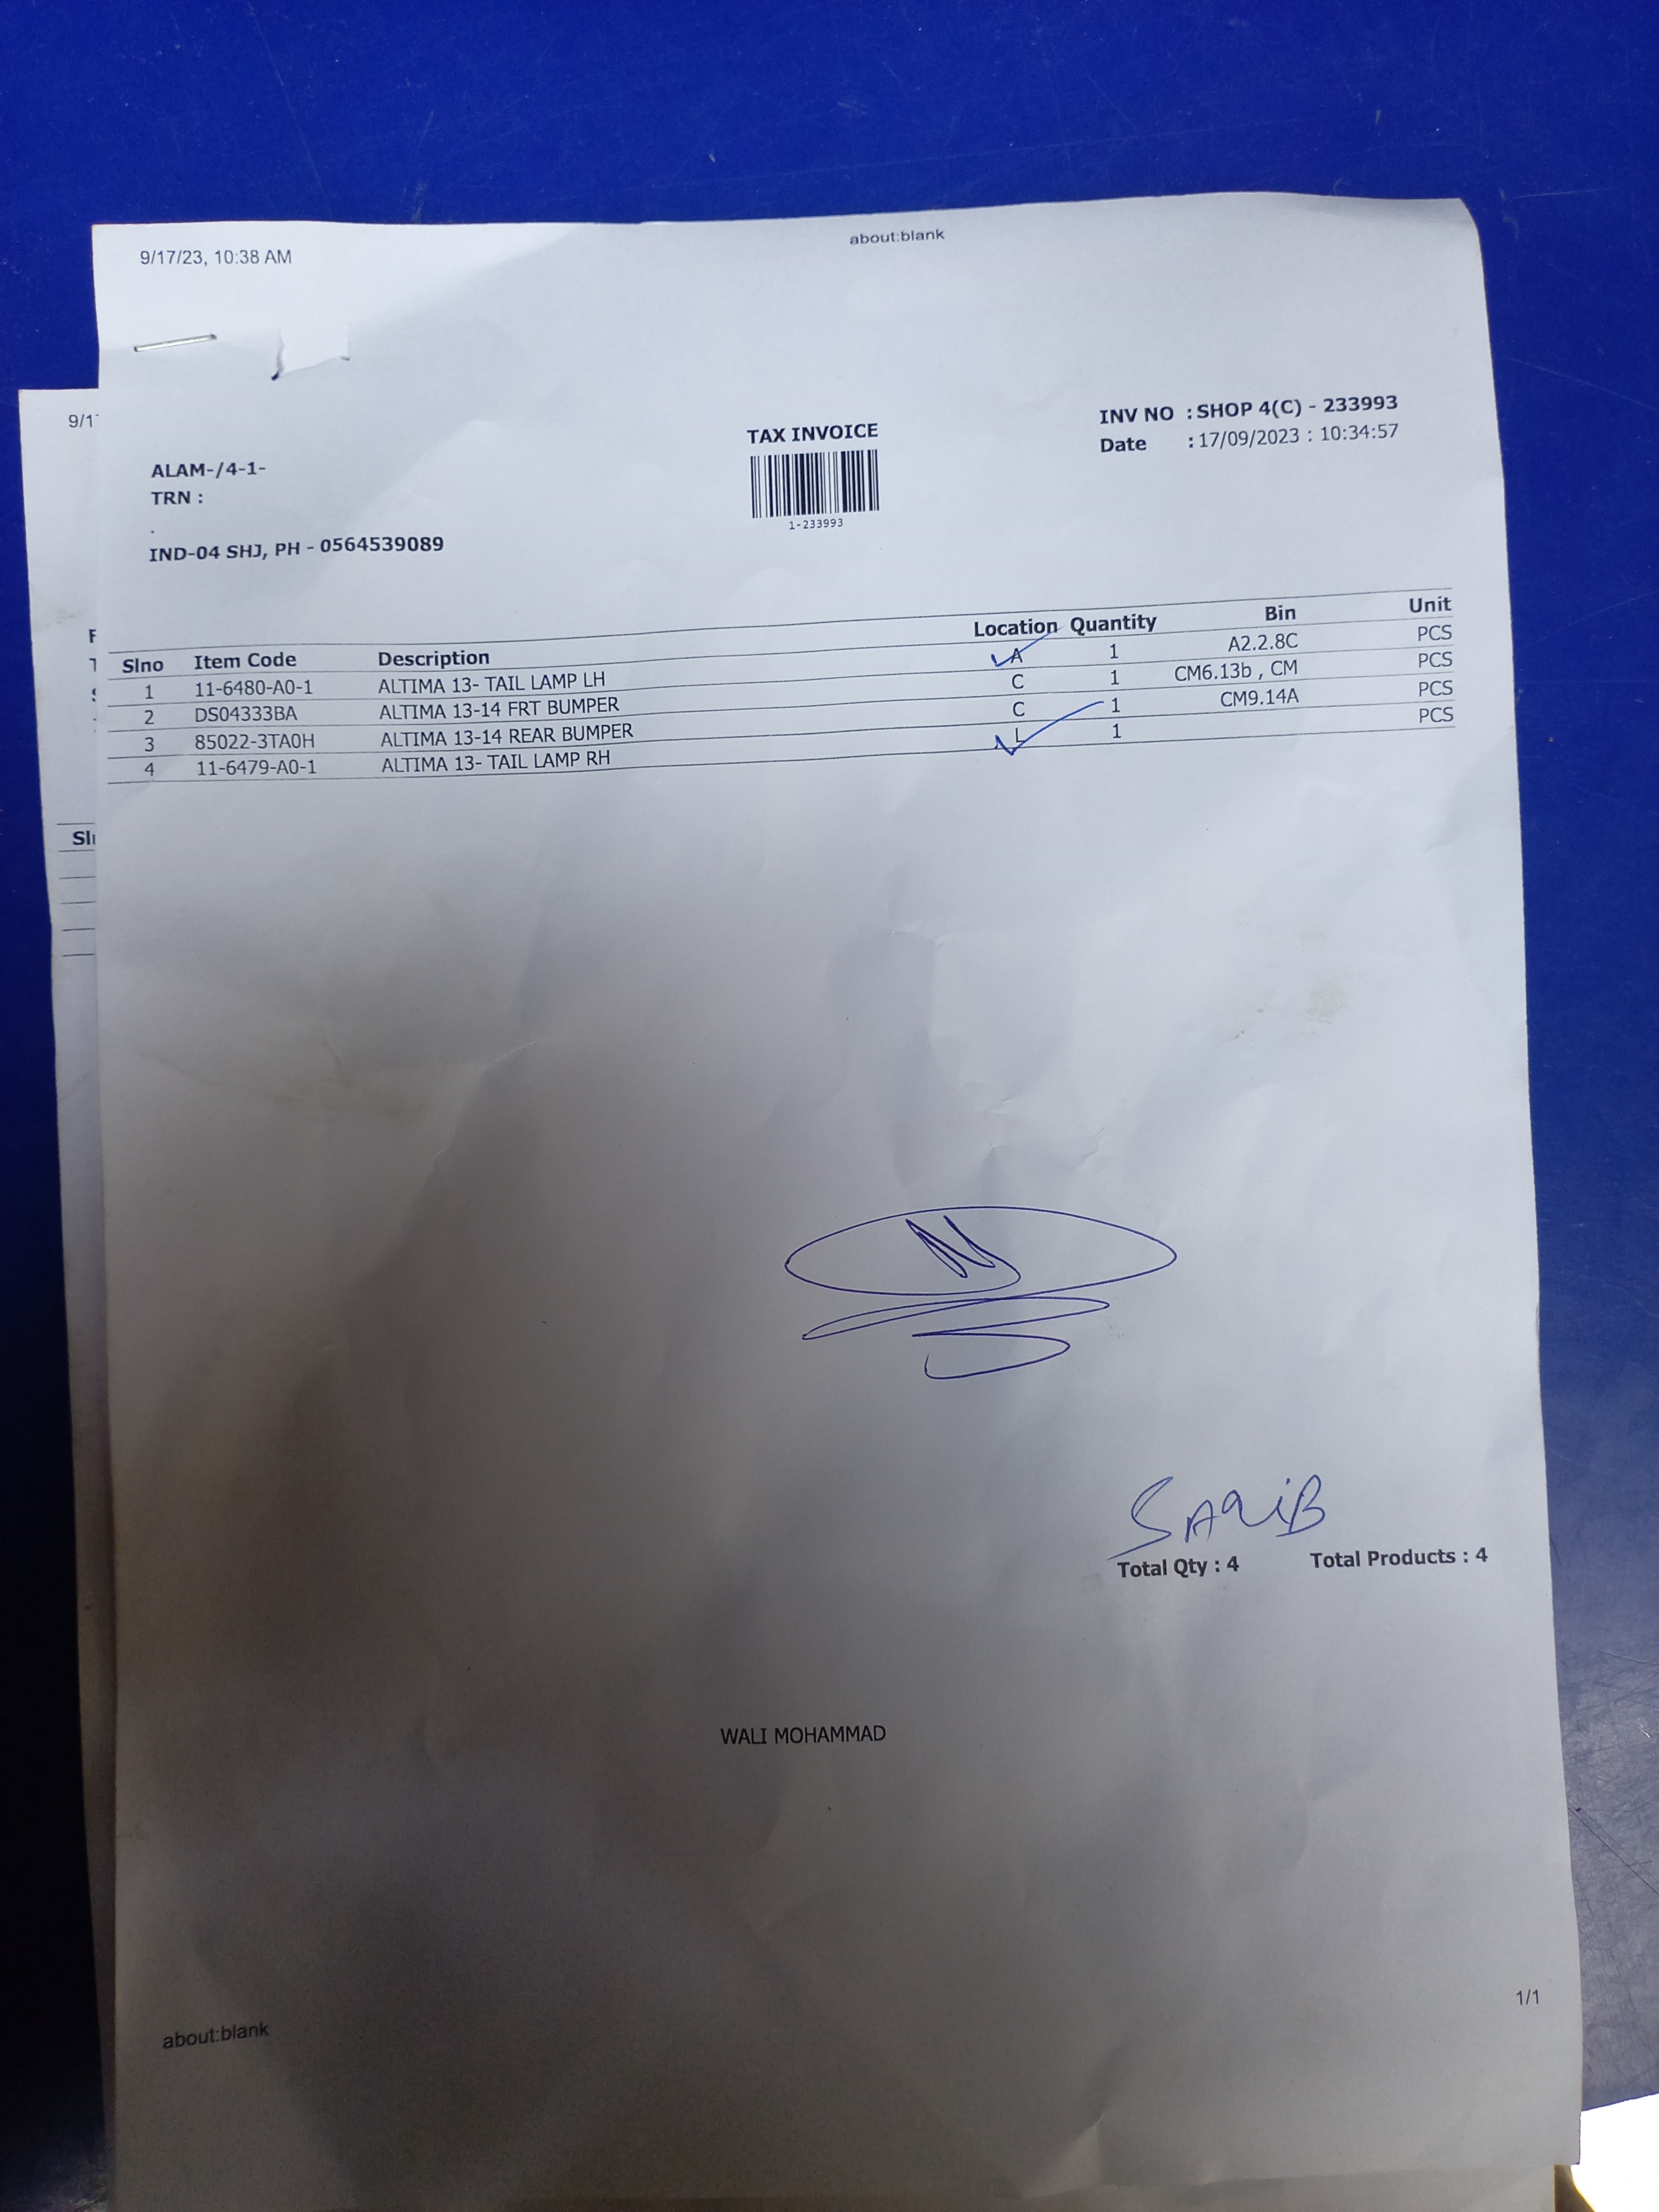 9/17/23, 10:38 AM about:blank
9/1
TAX INVOICE
INV NO : SHOP 4(C) - 233993
Date : 17/09/2023 : 10:34:57
ALAM-/4-1-
TRN :
.
IND-04 SHJ, PH - 0564539089
1-233993
Slno Item Code Description Location Quantity Bin Unit
1 11-6480-A0-1 ALTIMA 13- TAIL LAMP LH A 1 A2.2.8C PCS
2 DS04333BA ALTIMA 13-14 FRT BUMPER C 1 CM6.13b , CM PCS
3 85022-3TA0H ALTIMA 13-14 REAR BUMPER C 1 CM9.14A PCS
4 11-6479-A0-1 ALTIMA 13- TAIL LAMP RH L 1 PCS
SAqiB
Total Qty : 4 Total Products : 4
WALI MOHAMMAD
about:blank 1/1